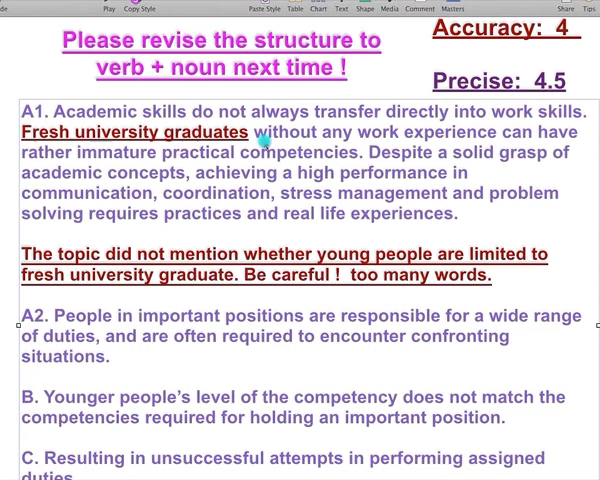 de Play Copy Style Paste Style Table Chart Text Shape Media Comment Masters Share Tips
Accuracy: 4
Please revise the structure to
verb + noun next time !
Precise: 4.5
A1. Academic skills do not always transfer directly into work skills.
Fresh university graduates without any work experience can have
rather immature practical competencies. Despite a solid grasp of
academic concepts, achieving a high performance in
communication, coordination, stress management and problem
solving requires practices and real life experiences.
The topic did not mention whether young people are limited to
fresh university graduate. Be careful ! too many words.
A2. People in important positions are responsible for a wide range
of duties, and are often required to encounter confronting
situations.
B. Younger people’s level of the competency does not match the
competencies required for holding an important position.
C. Resulting in unsuccessful attempts in performing assigned
duties